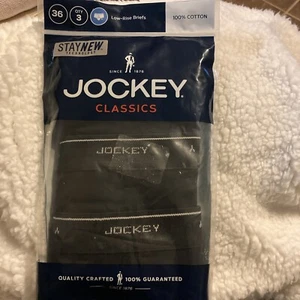 36
QTY
3
Low-Rise Briefs
100% COTTON
STAYNEW
TECHNOLOGY
SINCE 1876
JOCKEY
CLASSICS
JOCKEY
JOCKEY
QUALITY CRAFTED 100% GUARANTEED